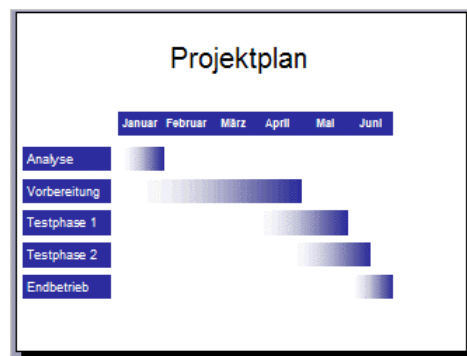 Projektplan
Januar Februar März April Mai Juni
Analyse
Vorbereitung
Testphase 1
Testphase 2
Endbetrieb